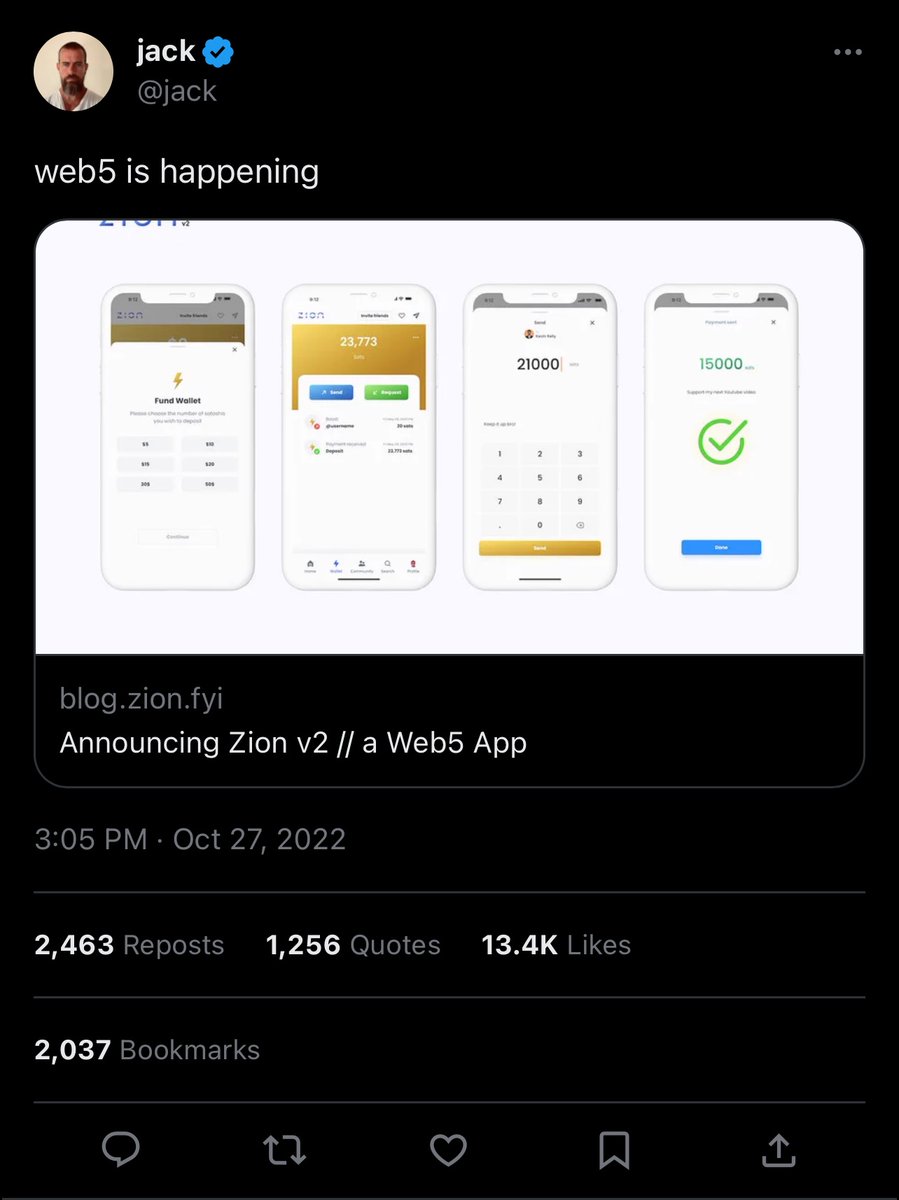 jack
@jack
web5 is happening
ZION v2
9:12
ZION
Invite friends
$0
Fund Wallet
Please choose the number of satoshis
you wish to deposit
$5 $10
$15 $20
30$ 50$
Continue
9:12
ZION
Invite friends
23,773
Sats
Send Request
Boost
@username
20 sats
Payment received
Deposit
23,773 sats
Home Wallet Community Search Profile
9:12
Send
21000
sats
Keep it up bro!
1 2 3
4 5 6
7 8 9
. 0
Send
9:12
Payment sent
15000 sats
Support my next Youtube video.
Done
blog.zion.fyi
Announcing Zion v2 // a Web5 App
3:05 PM · Oct 27, 2022
2,463 Reposts 1,256 Quotes 13.4K Likes
2,037 Bookmarks